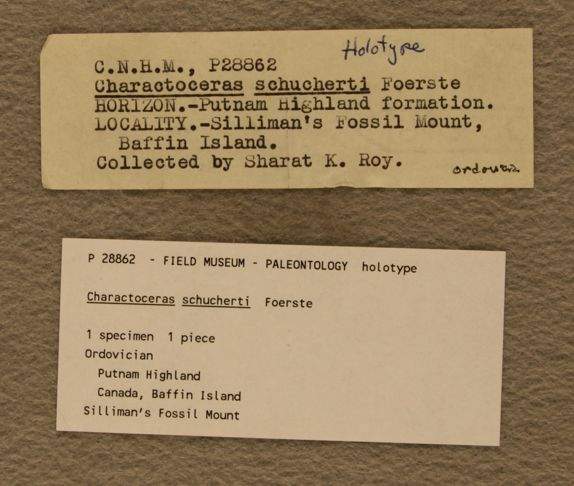 Holotype
C.N.H.M., P28862
Charactoceras schucherti Foerste
HORIZON.-Putnam Highland formation.
LOCALITY.-Silliman's Fossil Mount,
Baffin Island.
Collected by Sharat K. Roy.
P 28862 - FIELD MUSEUM - PALEONTOLOGY holotype
Charactoceras schucherti Foerste
1 specimen 1 piece
Ordovician
Putnam Highland
Canada, Baffin Island
Silliman's Fossil Mount